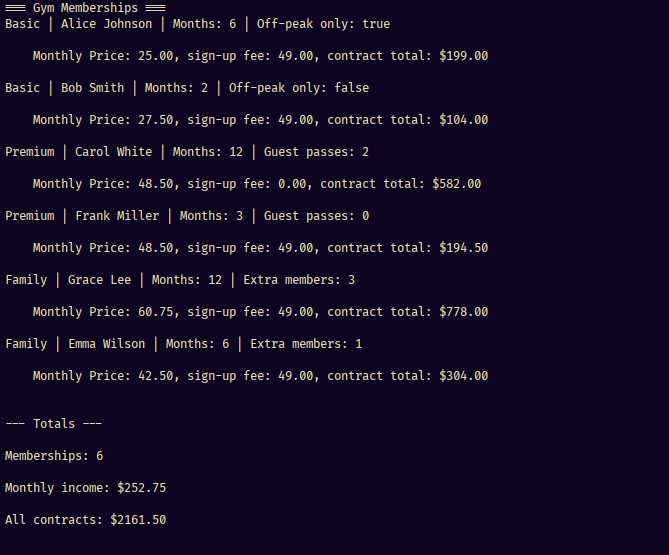 === Gym Memberships ===
Basic | Alice Johnson | Months: 6 | Off-peak only: true
Monthly Price: 25.00, sign-up fee: 49.00, contract total: $199.00
Basic | Bob Smith | Months: 2 | Off-peak only: false
Monthly Price: 27.50, sign-up fee: 49.00, contract total: $104.00
Premium | Carol White | Months: 12 | Guest passes: 2
Monthly Price: 48.50, sign-up fee: 0.00, contract total: $582.00
Premium | Frank Miller | Months: 3 | Guest passes: 0
Monthly Price: 48.50, sign-up fee: 49.00, contract total: $194.50
Family | Grace Lee | Months: 12 | Extra members: 3
Monthly Price: 60.75, sign-up fee: 49.00, contract total: $778.00
Family | Emma Wilson | Months: 6 | Extra members: 1
Monthly Price: 42.50, sign-up fee: 49.00, contract total: $304.00
--- Totals ---
Memberships: 6
Monthly income: $252.75
All contracts: $2161.50